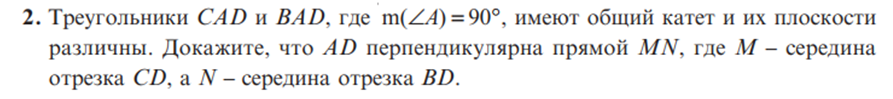 2. Треугольники CAD и BAD, где m(∠A) = 90°, имеют общий катет и их плоскости
различны. Докажите, что AD перпендикулярна прямой MN, где M – середина
отрезка CD, а N – середина отрезка BD.